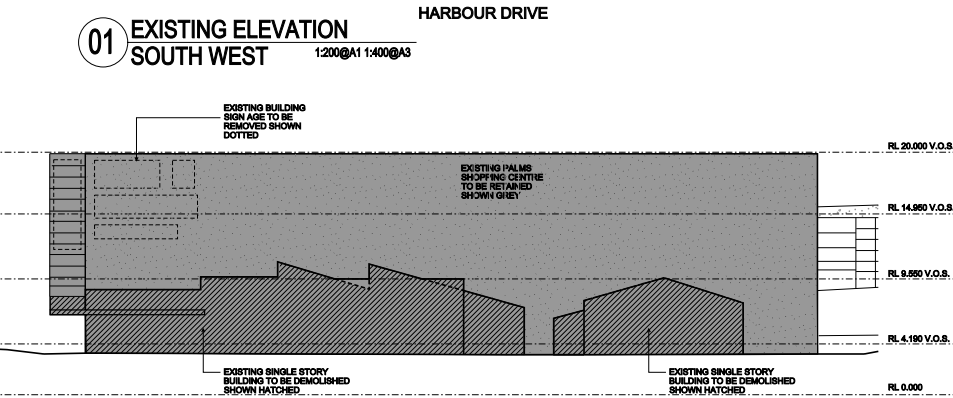 HARBOUR DRIVE
01
EXISTING ELEVATION
SOUTH WEST
1:200@A1 1:400@A3
EXISTING BUILDING
SIGN AGE TO BE
REMOVED SHOWN
DOTTED
RL 20.000 V.O.S.
EXISTING PALMS
SHOPPING CENTRE
TO BE RETAINED
SHOWN GREY
RL 14.950 V.O.S.
RL 9.550 V.O.S.
RL 4.190 V.O.S.
EXISTING SINGLE STORY
BUILDING TO BE DEMOLISHED
SHOWN HATCHED
EXISTING SINGLE STORY
BUILDING TO BE DEMOLISHED
SHOWN HATCHED
RL 0.000